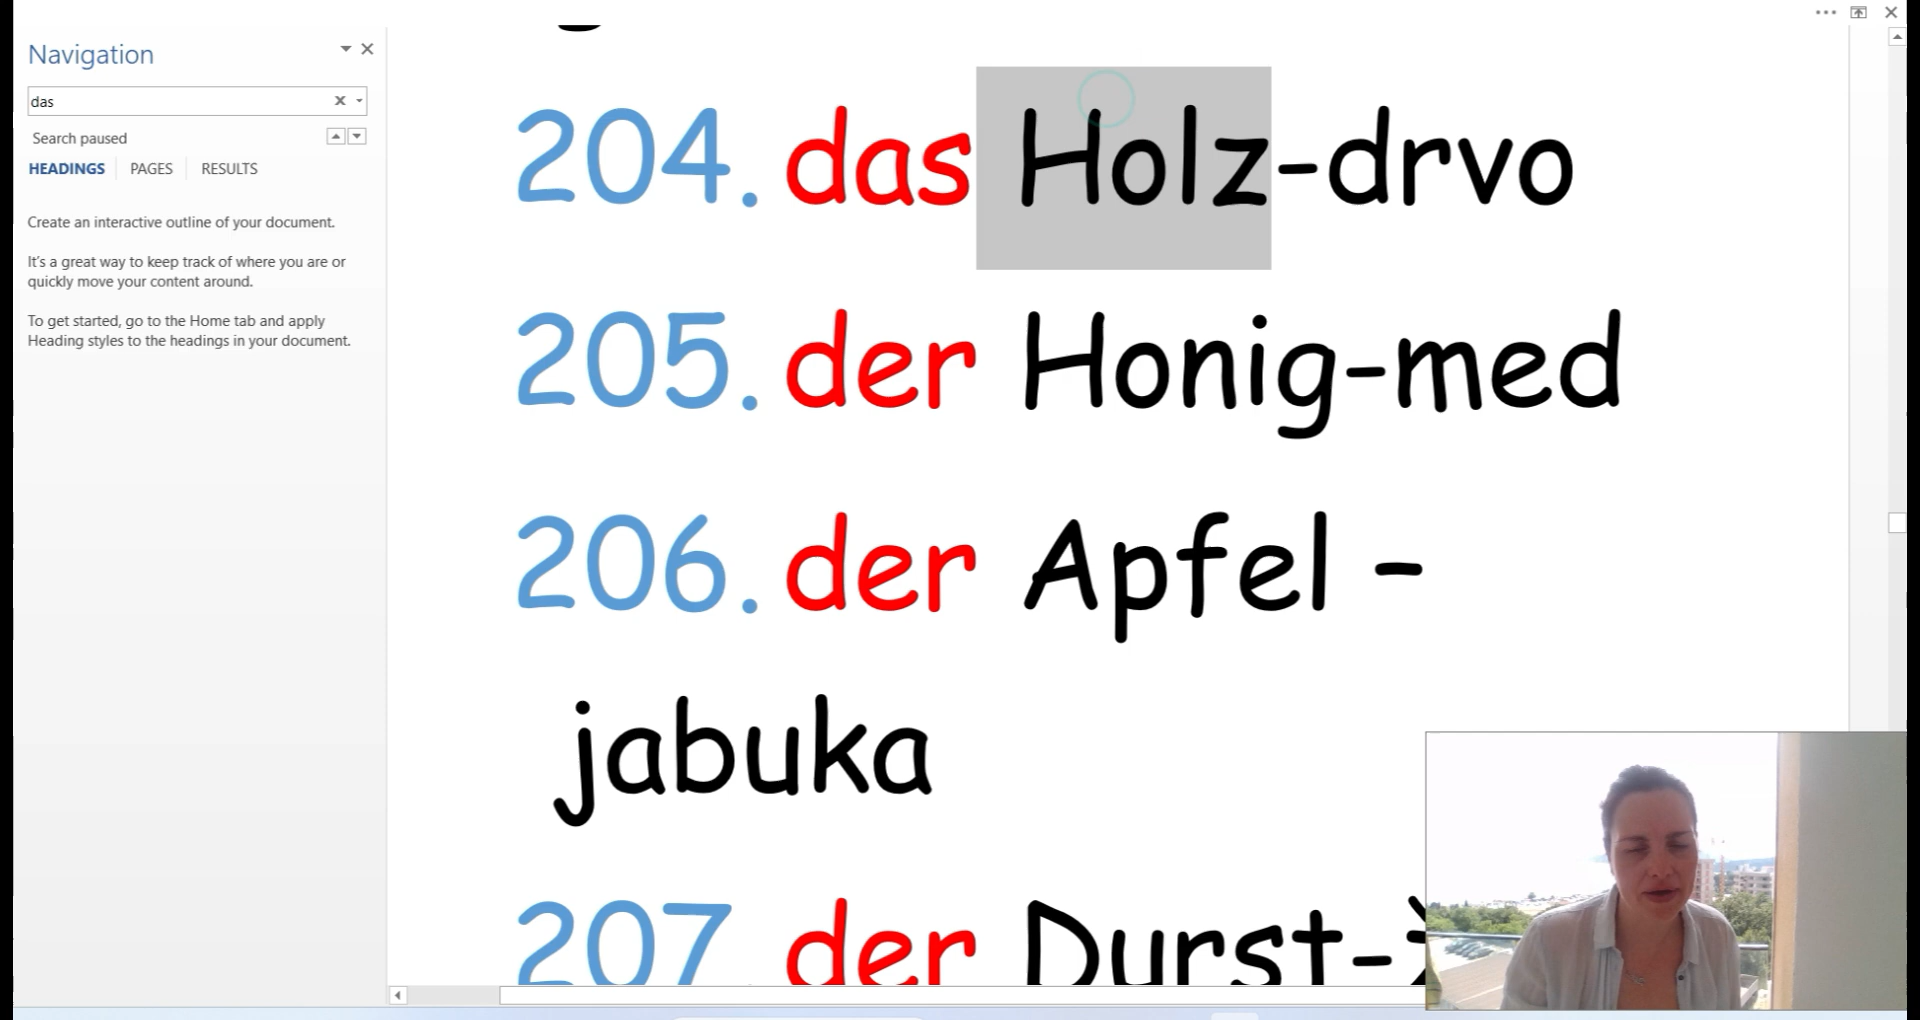 Navigation
das
Search paused
HEADINGS PAGES RESULTS
Create an interactive outline of your document.
It's a great way to keep track of where you are or
quickly move your content around.
To get started, go to the Home tab and apply
Heading styles to the headings in your document.
204. das Holz-drvo
205. der Honig-med
206. der Apfel -
jabuka
207. der Durst-